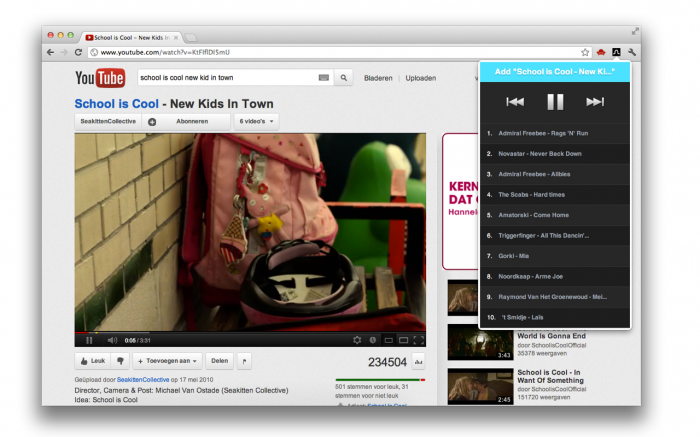 School is Cool - New Kids In
www.youtube.com/watch?v=KtFIflDI5mU
YouTube
school is cool new kid in town
Bladeren
Uploaden
School is Cool - New Kids In Town
SeakittenCollective
Abonneren
6 video's
0:05 / 3:31
Leuk
+ Toevoegen aan
Delen
234504
Geüpload door SeakittenCollective op 17 mei 2010
Director, Camera & Post: Michael Van Ostade (Seakitten Collective)
Idea: School is Cool
501 stemmen voor leuk, 31
stemmen voor niet leuk
KERN
DAT
Hannel
Add "School is Cool - New Ki..."
1. Admiral Freebee - Rags 'N' Run
2. Novastar - Never Back Down
3. Admiral Freebee - Alibies
4. The Scabs - Hard times
5. Amatorski - Come Home
6. Triggerfinger - All This Dancin'...
7. Gorki - Mia
8. Noordkaap - Arme Joe
9. Raymond Van Het Groenewoud - Mei...
10. 't Smidje - Laïs
World Is Gonna End
door SchoolisCoolOfficial
35378 weergaven
3:43
School is Cool - In
Want Of Something
door SchoolisCoolOfficial
151720 weergaven
2:45